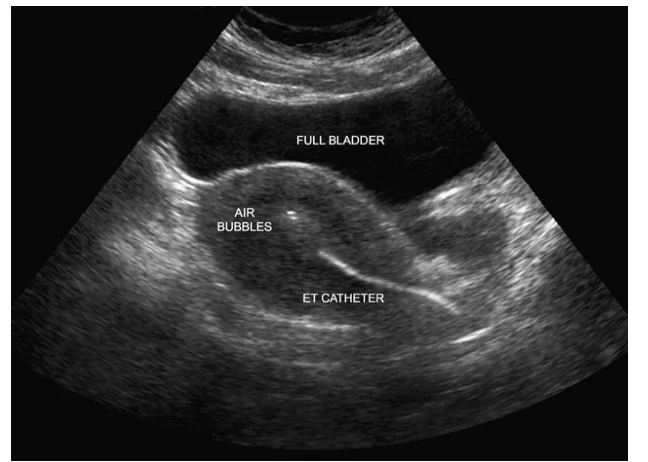 FULL BLADDER
AIR
BUBBLES
ET CATHETER